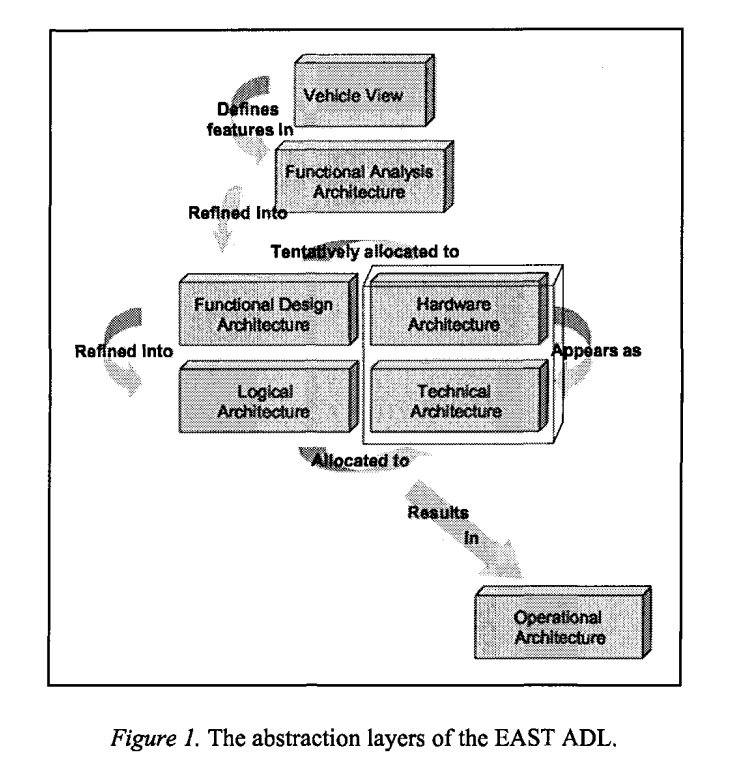 Vehicle View
Defines
features in
Functional Analysis
Architecture
Refined Into
Tentatively allocated to
Functional Design
Architecture
Hardware
Architecture
Refined Into
Appears as
Logical
Architecture
Technical
Architecture
Allocated to
Results
in
Operational
Architecture
Figure 1. The abstraction layers of the EAST ADL.